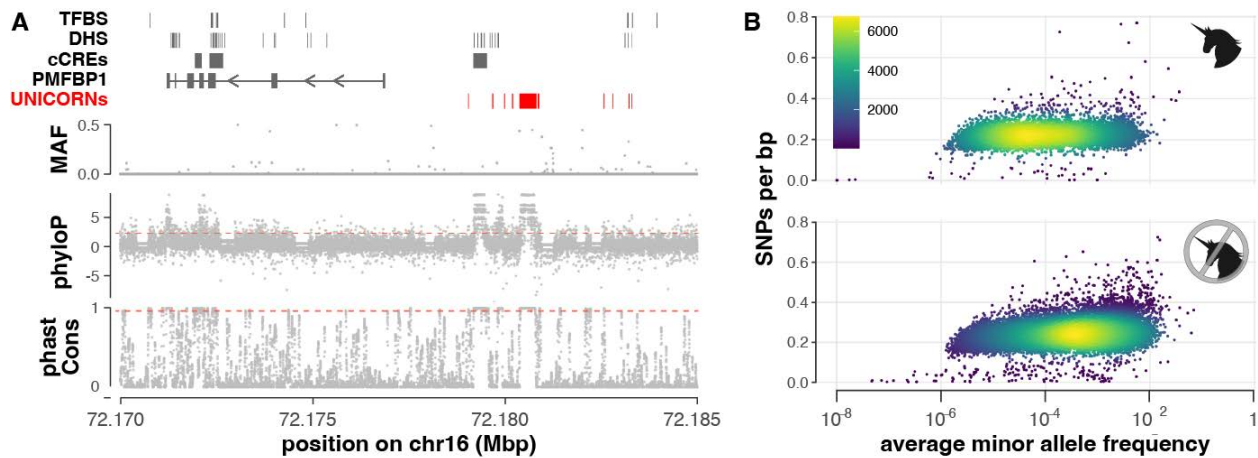 A
TFBS
DHS
cCREs
PMFBP1
UNICORNs
MAF
0.5
0.0
phyloP
5
0
-5
phast
Cons
1
0
72.170
72.175
72.180
72.185
position on chr16 (Mbp)
B
SNPs per bp
0.8
0.6
0.4
0.2
0.0
6000
4000
2000
0.8
0.6
0.4
0.2
0.0
10⁻⁸
10⁻⁶
10⁻⁴
10⁻²
1
average minor allele frequency